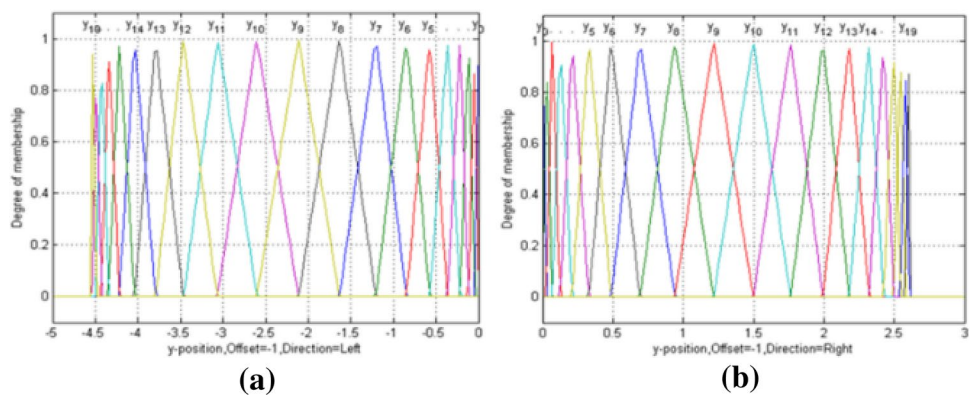 y19 . . . . y14 y13 y12 y11 y10 y9 y8 y7 y6 y5 . . . . y0
Degree of membership
1
0.8
0.6
0.4
0.2
0
-5 -4.5 -4 -3.5 -3 -2.5 -2 -1.5 -1 -0.5 0
y-position,Offset=-1,Direction=Left
(a)
y0 . . . . y5 y6 y7 y8 y9 y10 y11 y12 y13 y14 . . . y19
Degree of membership
1
0.8
0.6
0.4
0.2
0
0 0.5 1 1.5 2 2.5 3
y-position,Offset=-1,Direction=Right
(b)